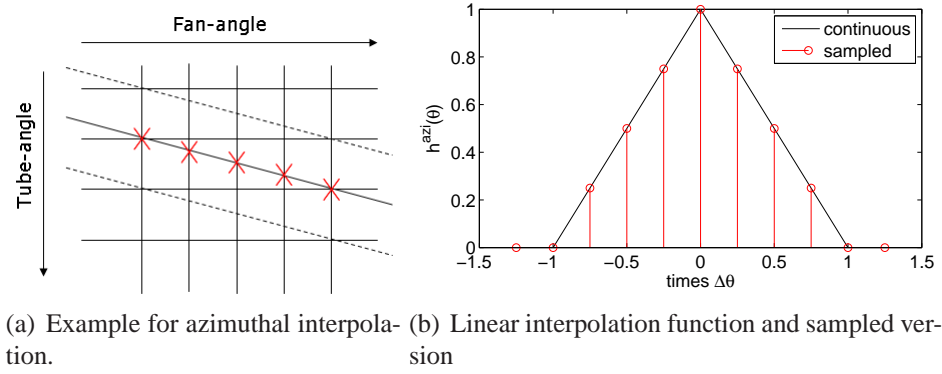 Fan-angle
Tube-angle
1
0.8
0.6
0.4
0.2
0
h^azi(θ)
continuous
sampled
−1.5
−1
−0.5
0
0.5
1
1.5
times Δθ
(a) Example for azimuthal interpola-
tion.
(b) Linear interpolation function and sampled ver-
sion